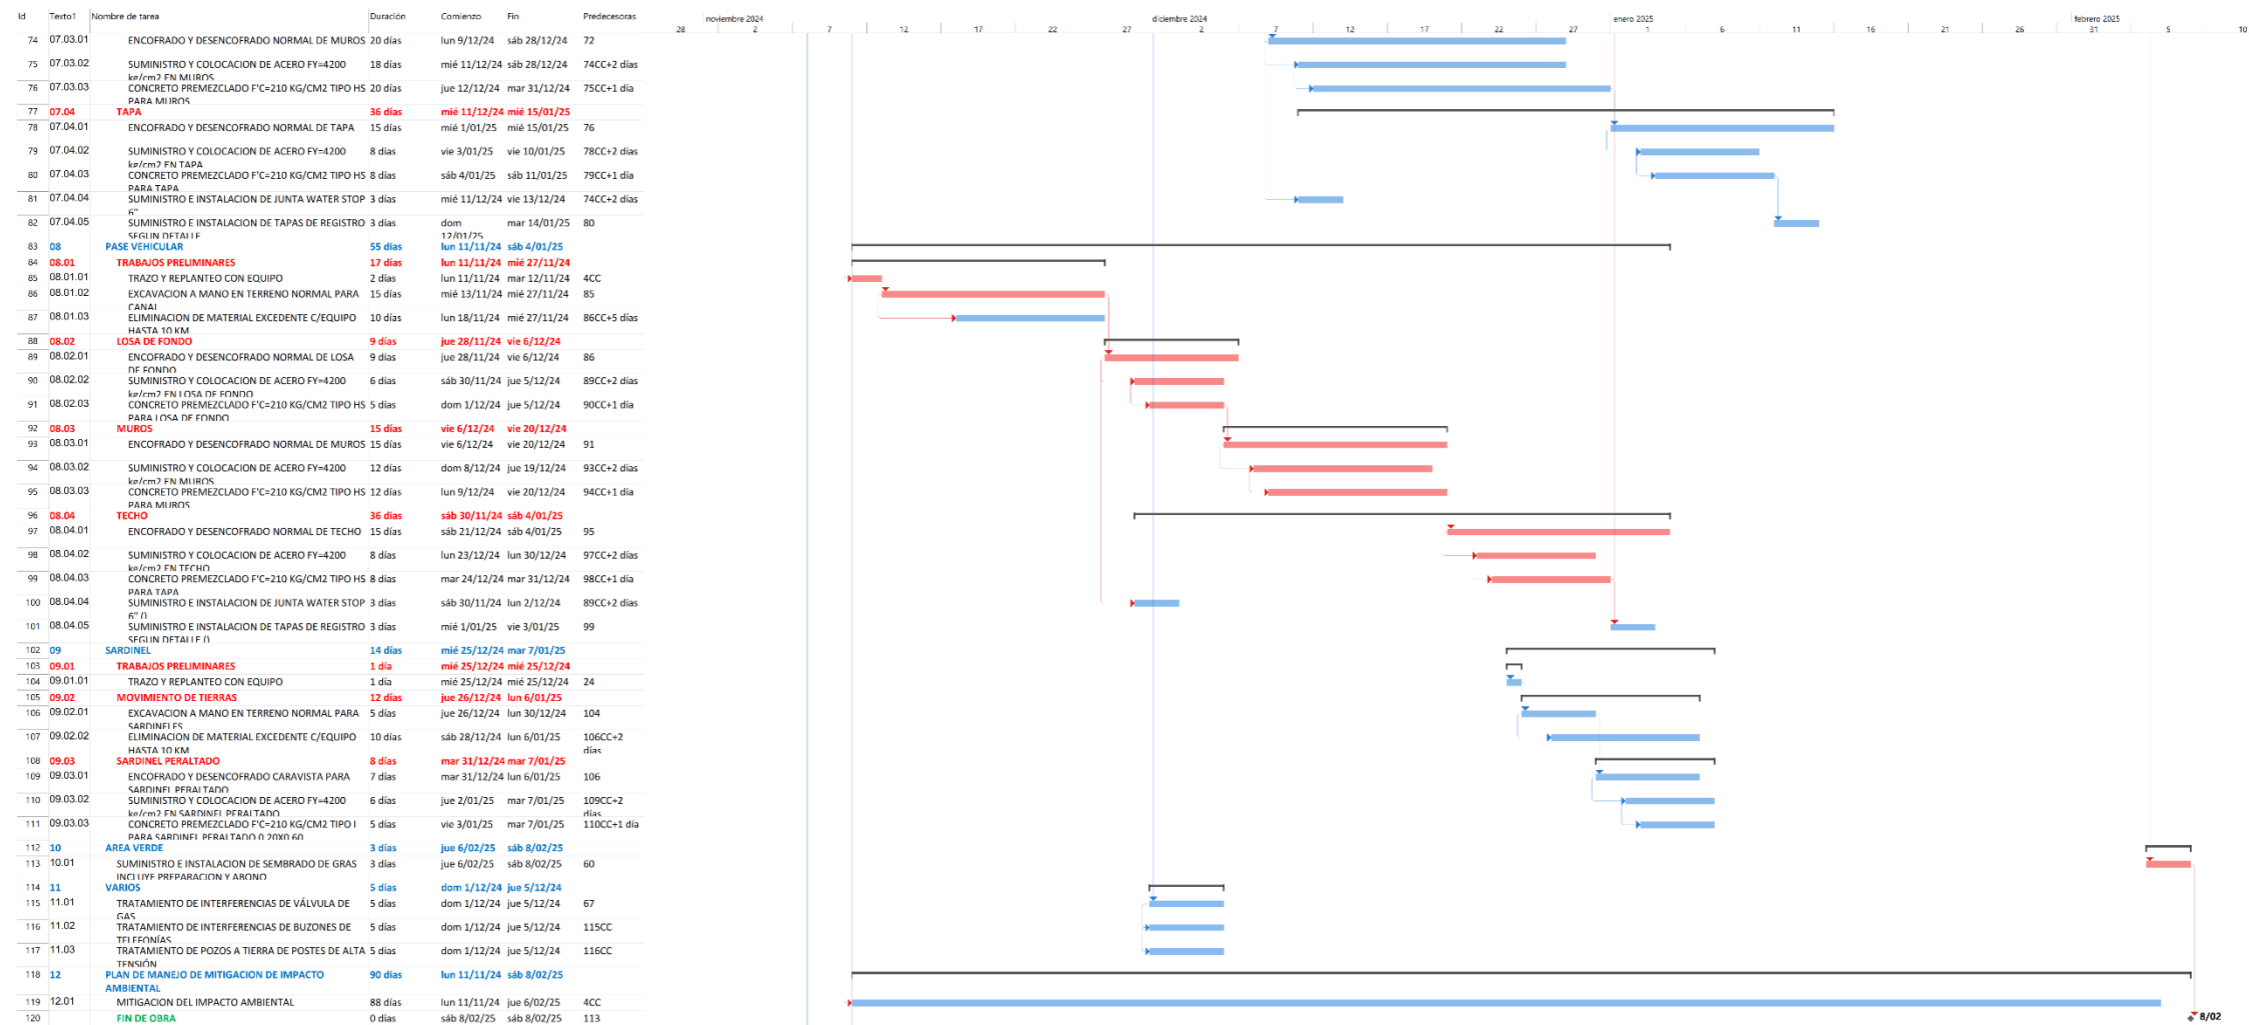 Id Texto1 Nombre de tarea Duración Comienzo Fin Predecesoras
noviembre 2024 diciembre 2024 enero 2025 febrero 2025
28 2 7 12 17 22 27 2 7 12 17 22 27 1 6 11 16 21 26 31 5 10
74 07.03.01 ENCOFRADO Y DESENCOFRADO NORMAL DE MUROS 20 días lun 9/12/24 sáb 28/12/24 72
75 07.03.02 SUMINISTRO Y COLOCACION DE ACERO FY=4200 18 días mié 11/12/24 sáb 28/12/24 74CC+2 días
kg/cm2 EN MUROS
76 07.03.03 CONCRETO PREMEZCLADO F'C=210 KG/CM2 TIPO HS 20 días jue 12/12/24 mar 31/12/24 75CC+1 día
PARA MUROS
77 07.04 TAPA 36 días mié 11/12/24 mié 15/01/25
78 07.04.01 ENCOFRADO Y DESENCOFRADO NORMAL DE TAPA 15 días mié 1/01/25 mié 15/01/25 76
79 07.04.02 SUMINISTRO Y COLOCACION DE ACERO FY=4200 8 días vie 3/01/25 vie 10/01/25 78CC+2 días
kg/cm2 EN TAPA
80 07.04.03 CONCRETO PREMEZCLADO F'C=210 KG/CM2 TIPO HS 8 días sáb 4/01/25 sáb 11/01/25 79CC+1 día
PARA TAPA
81 07.04.04 SUMINISTRO E INSTALACION DE JUNTA WATER STOP 3 días mié 11/12/24 vie 13/12/24 74CC+2 días
6"
82 07.04.05 SUMINISTRO E INSTALACION DE TAPAS DE REGISTRO 3 días dom mar 14/01/25 80
SEGUN DETALLE 12/01/25
83 08 PASE VEHICULAR 55 días lun 11/11/24 sáb 4/01/25
84 08.01 TRABAJOS PRELIMINARES 17 días lun 11/11/24 mié 27/11/24
85 08.01.01 TRAZO Y REPLANTEO CON EQUIPO 2 días lun 11/11/24 mar 12/11/24 4CC
86 08.01.02 EXCAVACION A MANO EN TERRENO NORMAL PARA 15 días mié 13/11/24 mié 27/11/24 85
CANAL
87 08.01.03 ELIMINACION DE MATERIAL EXCEDENTE C/EQUIPO 10 días lun 18/11/24 mié 27/11/24 86CC+5 días
HASTA 10 KM
88 08.02 LOSA DE FONDO 9 días jue 28/11/24 vie 6/12/24
89 08.02.01 ENCOFRADO Y DESENCOFRADO NORMAL DE LOSA 9 días jue 28/11/24 vie 6/12/24 86
DE FONDO
90 08.02.02 SUMINISTRO Y COLOCACION DE ACERO FY=4200 6 días sáb 30/11/24 jue 5/12/24 89CC+2 días
kg/cm2 EN LOSA DE FONDO
91 08.02.03 CONCRETO PREMEZCLADO F'C=210 KG/CM2 TIPO HS 5 días dom 1/12/24 jue 5/12/24 90CC+1 día
PARA LOSA DE FONDO
92 08.03 MUROS 15 días vie 6/12/24 vie 20/12/24
93 08.03.01 ENCOFRADO Y DESENCOFRADO NORMAL DE MUROS 15 días vie 6/12/24 vie 20/12/24 91
94 08.03.02 SUMINISTRO Y COLOCACION DE ACERO FY=4200 12 días dom 8/12/24 jue 19/12/24 93CC+2 días
kg/cm2 EN MUROS
95 08.03.03 CONCRETO PREMEZCLADO F'C=210 KG/CM2 TIPO HS 12 días lun 9/12/24 vie 20/12/24 94CC+1 día
PARA MUROS
96 08.04 TECHO 36 días sáb 30/11/24 sáb 4/01/25
97 08.04.01 ENCOFRADO Y DESENCOFRADO NORMAL DE TECHO 15 días sáb 21/12/24 sáb 4/01/25 95
98 08.04.02 SUMINISTRO Y COLOCACION DE ACERO FY=4200 8 días lun 23/12/24 lun 30/12/24 97CC+2 días
kg/cm2 EN TECHO
99 08.04.03 CONCRETO PREMEZCLADO F'C=210 KG/CM2 TIPO HS 8 días mar 24/12/24 mar 31/12/24 98CC+1 día
PARA TAPA
100 08.04.04 SUMINISTRO E INSTALACION DE JUNTA WATER STOP 3 días sáb 30/11/24 lun 2/12/24 89CC+2 días
6" ()
101 08.04.05 SUMINISTRO E INSTALACION DE TAPAS DE REGISTRO 3 días mié 1/01/25 vie 3/01/25 99
SEGUN DETALLE ()
102 09 SARDINEL 14 días mié 25/12/24 mar 7/01/25
103 09.01 TRABAJOS PRELIMINARES 1 día mié 25/12/24 mié 25/12/24
104 09.01.01 TRAZO Y REPLANTEO CON EQUIPO 1 día mié 25/12/24 mié 25/12/24 24
105 09.02 MOVIMIENTO DE TIERRAS 12 días jue 26/12/24 lun 6/01/25
106 09.02.01 EXCAVACION A MANO EN TERRENO NORMAL PARA 5 días jue 26/12/24 lun 30/12/24 104
SARDINELES
107 09.02.02 ELIMINACION DE MATERIAL EXCEDENTE C/EQUIPO 10 días sáb 28/12/24 lun 6/01/25 106CC+2
HASTA 10 KM días
108 09.03 SARDINEL PERALTADO 8 días mar 31/12/24 mar 7/01/25
109 09.03.01 ENCOFRADO Y DESENCOFRADO CARAVISTA PARA 7 días mar 31/12/24 lun 6/01/25 106
SARDINEL PERALTADO
110 09.03.02 SUMINISTRO Y COLOCACION DE ACERO FY=4200 6 días jue 2/01/25 mar 7/01/25 109CC+2
kg/cm2 EN SARDINEL PERALTADO días
111 09.03.03 CONCRETO PREMEZCLADO F'C=210 KG/CM2 TIPO I 5 días vie 3/01/25 mar 7/01/25 110CC+1 día
PARA SARDINEL PERALTADO 0.20X0.60
112 10 AREA VERDE 3 días jue 6/02/25 sáb 8/02/25
113 10.01 SUMINISTRO E INSTALACION DE SEMBRADO DE GRAS 3 días jue 6/02/25 sáb 8/02/25 60
INCLUYE PREPARACION Y ABONO
114 11 VARIOS 5 días dom 1/12/24 jue 5/12/24
115 11.01 TRATAMIENTO DE INTERFERENCIAS DE VÁLVULA DE 5 días dom 1/12/24 jue 5/12/24 67
GAS
116 11.02 TRATAMIENTO DE INTERFERENCIAS DE BUZONES DE 5 días dom 1/12/24 jue 5/12/24 115CC
TELEFONÍAS
117 11.03 TRATAMIENTO DE POZOS A TIERRA DE POSTES DE ALTA 5 días dom 1/12/24 jue 5/12/24 116CC
TENSIÓN
118 12 PLAN DE MANEJO DE MITIGACION DE IMPACTO 90 días lun 11/11/24 sáb 8/02/25
AMBIENTAL
119 12.01 MITIGACION DEL IMPACTO AMBIENTAL 88 días lun 11/11/24 jue 6/02/25 4CC
120 FIN DE OBRA 0 días sáb 8/02/25 sáb 8/02/25 113
8/02